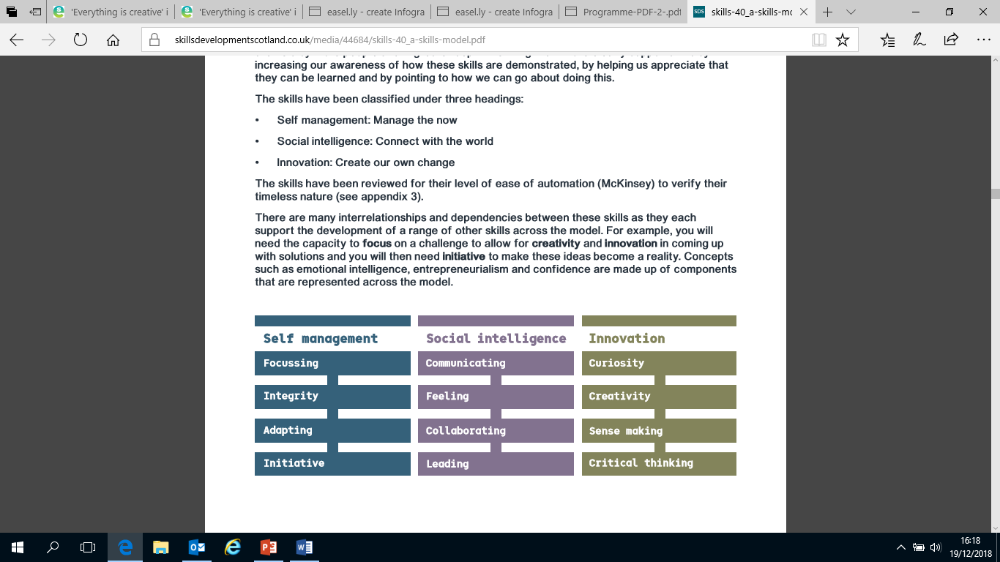 'Everything is creative' i
'Everything is creative' i
easel.ly - create Infogra
easel.ly - create Infogra
Programme-PDF-2-.pdf
SDS skills-40_a-skills-mo
skillsdevelopmentscotland.co.uk/media/44684/skills-40_a-skills-model.pdf
increasing our awareness of how these skills are demonstrated, by helping us appreciate that
they can be learned and by pointing to how we can go about doing this.
The skills have been classified under three headings:
• Self management: Manage the now
• Social intelligence: Connect with the world
• Innovation: Create our own change
The skills have been reviewed for their level of ease of automation (McKinsey) to verify their
timeless nature (see appendix 3).
There are many interrelationships and dependencies between these skills as they each
support the development of a range of other skills across the model. For example, you will
need the capacity to focus on a challenge to allow for creativity and innovation in coming up
with solutions and you will then need initiative to make these ideas become a reality. Concepts
such as emotional intelligence, entrepreneurialism and confidence are made up of components
that are represented across the model.
Self management
Focussing
Integrity
Adapting
Initiative
Social intelligence
Communicating
Feeling
Collaborating
Leading
Innovation
Curiosity
Creativity
Sense making
Critical thinking
16:18
19/12/2018